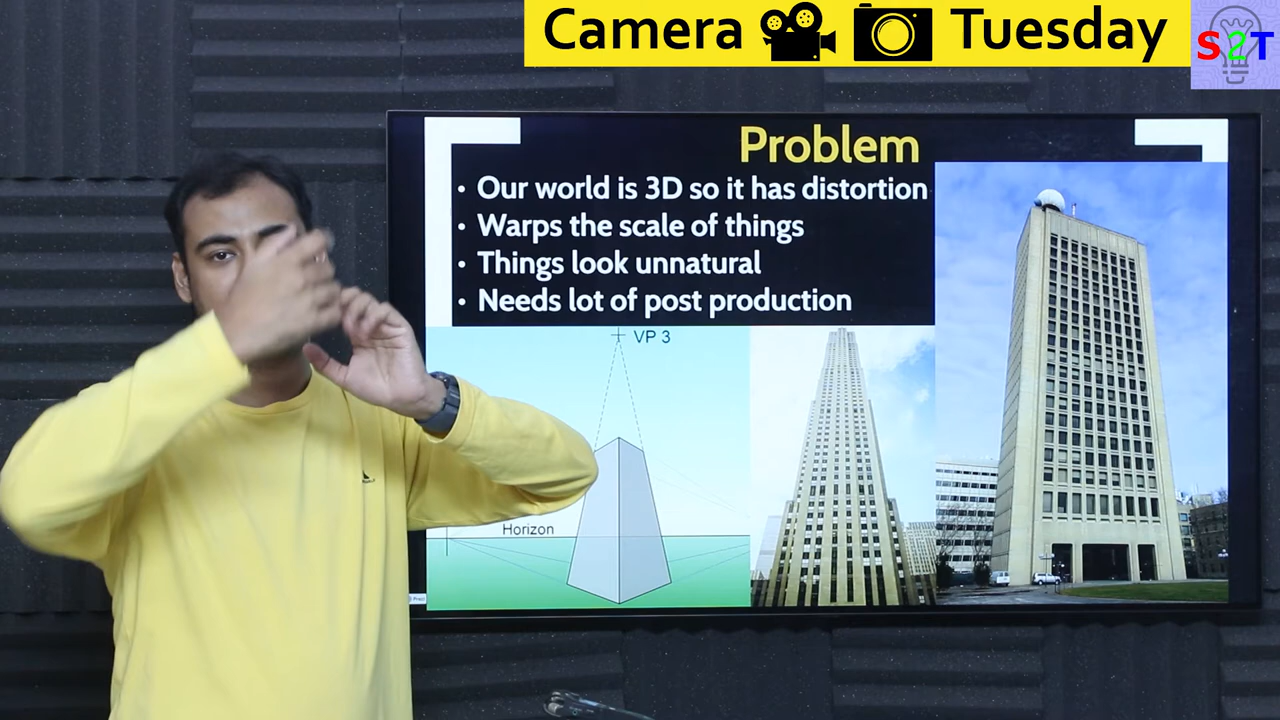 Camera Tuesday
S2T
Problem
• Our world is 3D so it has distortion
• Warps the scale of things
• Things look unnatural
• Needs lot of post production
VP 3
Horizon